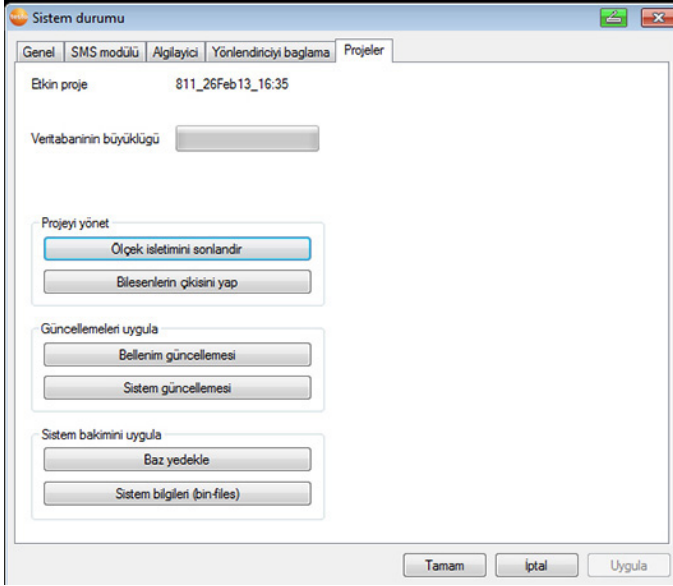 Sistem durumu
Genel SMS modülü Algilayici Yönlendiriciyi baglama Projeler
Etkin proje 811_26Feb13_16:35
Veritabaninin büyüklügü
Projeyi yönet
Ölçek isletimini sonlandir
Bilesenlerin çikisini yap
Güncellemeleri uygula
Bellenim güncellemesi
Sistem güncellemesi
Sistem bakimini uygula
Baz yedekle
Sistem bilgileri (bin-files)
Tamam İptal Uygula